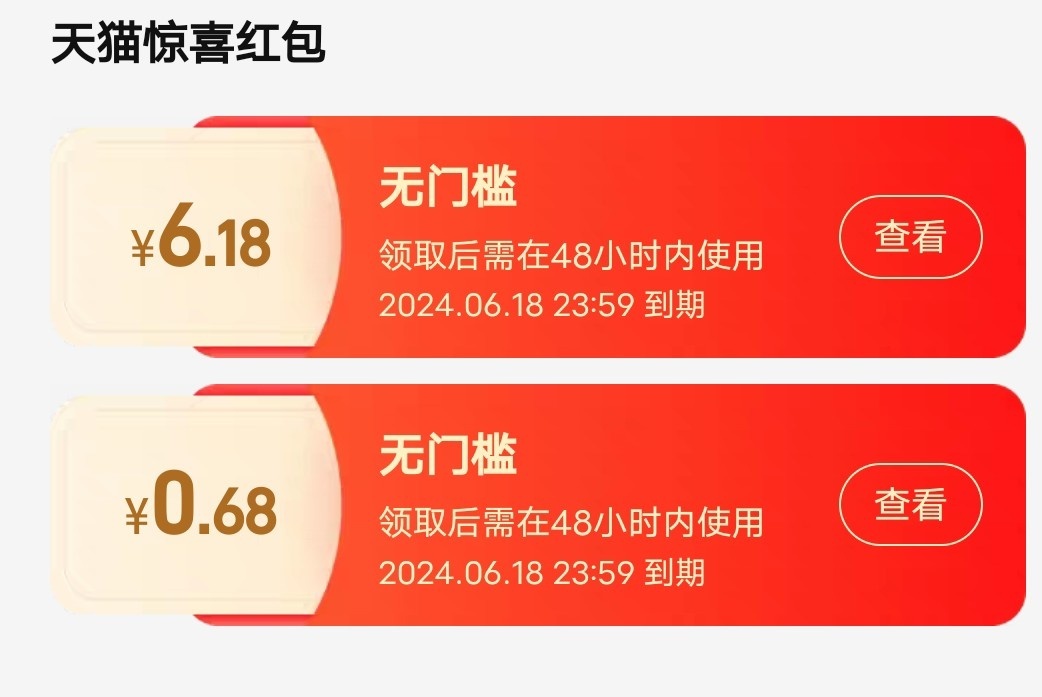 天猫惊喜红包
¥6.18
无门槛
领取后需在48小时内使用
2024.06.18 23:59 到期
查看
¥0.68
无门槛
领取后需在48小时内使用
2024.06.18 23:59 到期
查看